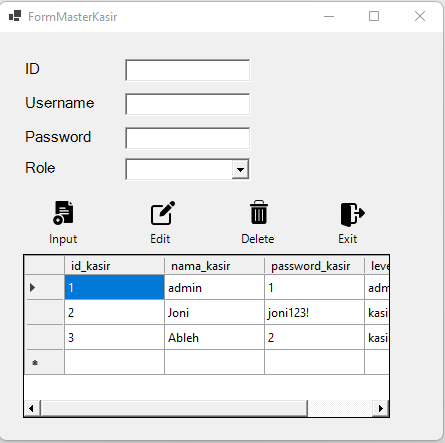 FormMasterKasir
ID
Username
Password
Role
Input Edit Delete Exit
id_kasir nama_kasir password_kasir leve
1 admin 1 adm
2 Joni joni123! kasi
3 Ableh 2 kasi
*